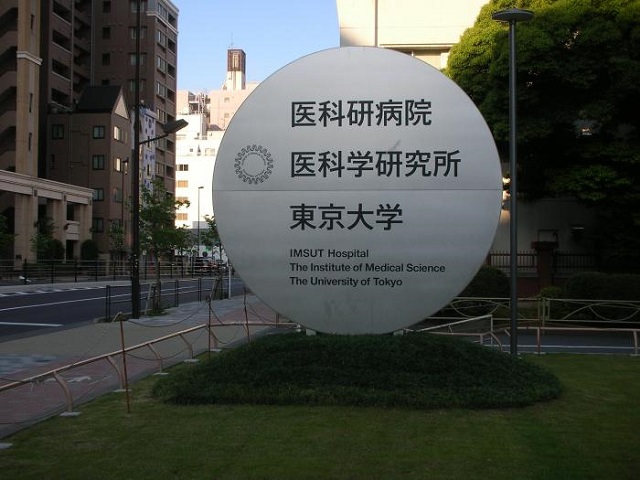 医科研病院
医科学研究所
東京大学
IMSUT Hospital
The Institute of Medical Science
The University of Tokyo